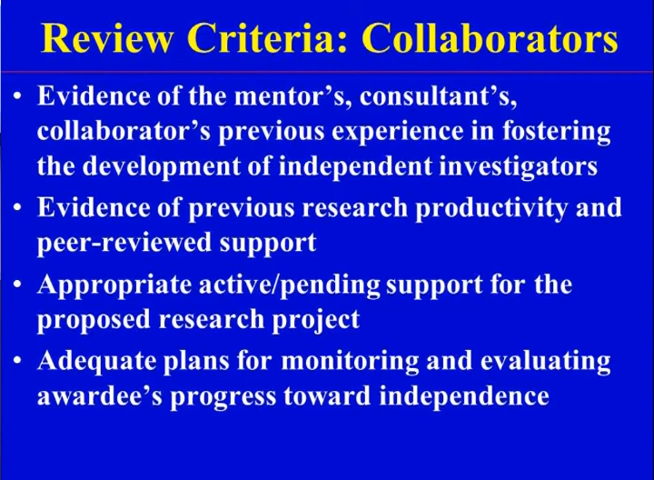 Review Criteria: Collaborators
• Evidence of the mentor's, consultant's,
collaborator's previous experience in fostering
the development of independent investigators
• Evidence of previous research productivity and
peer-reviewed support
• Appropriate active/pending support for the
proposed research project
• Adequate plans for monitoring and evaluating
awardee's progress toward independence